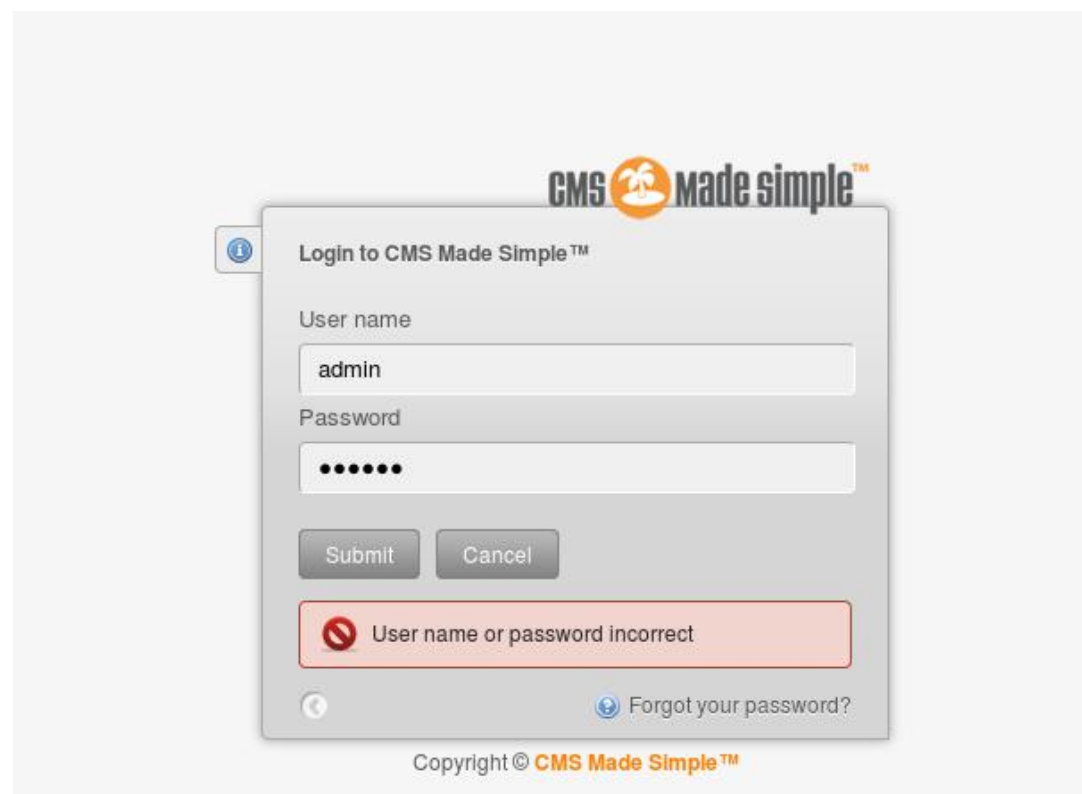 CMS made simple™
Login to CMS Made Simple™
User name
admin
Password
••••••
Submit Cancel
User name or password incorrect
Forgot your password?
Copyright © CMS Made Simple™